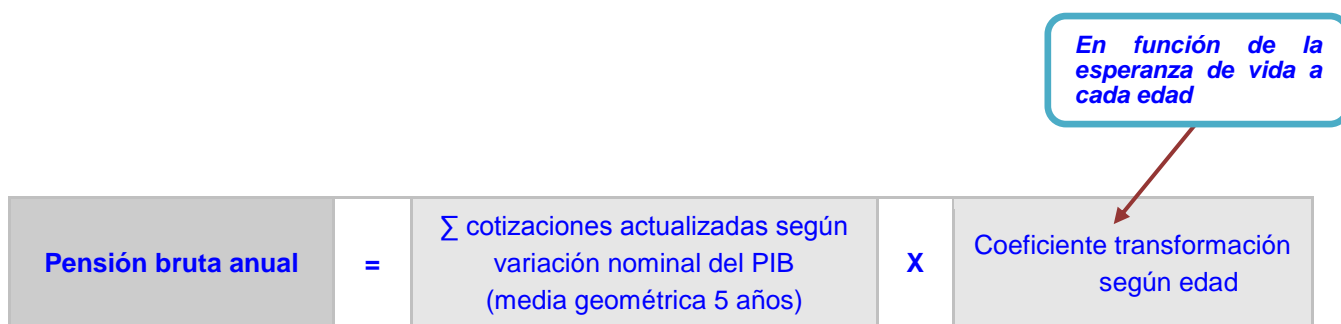 En función de la
esperanza de vida a
cada edad
Pensión bruta anual
=
∑ cotizaciones actualizadas según
variación nominal del PIB
(media geométrica 5 años)
X
Coeficiente transformación
según edad